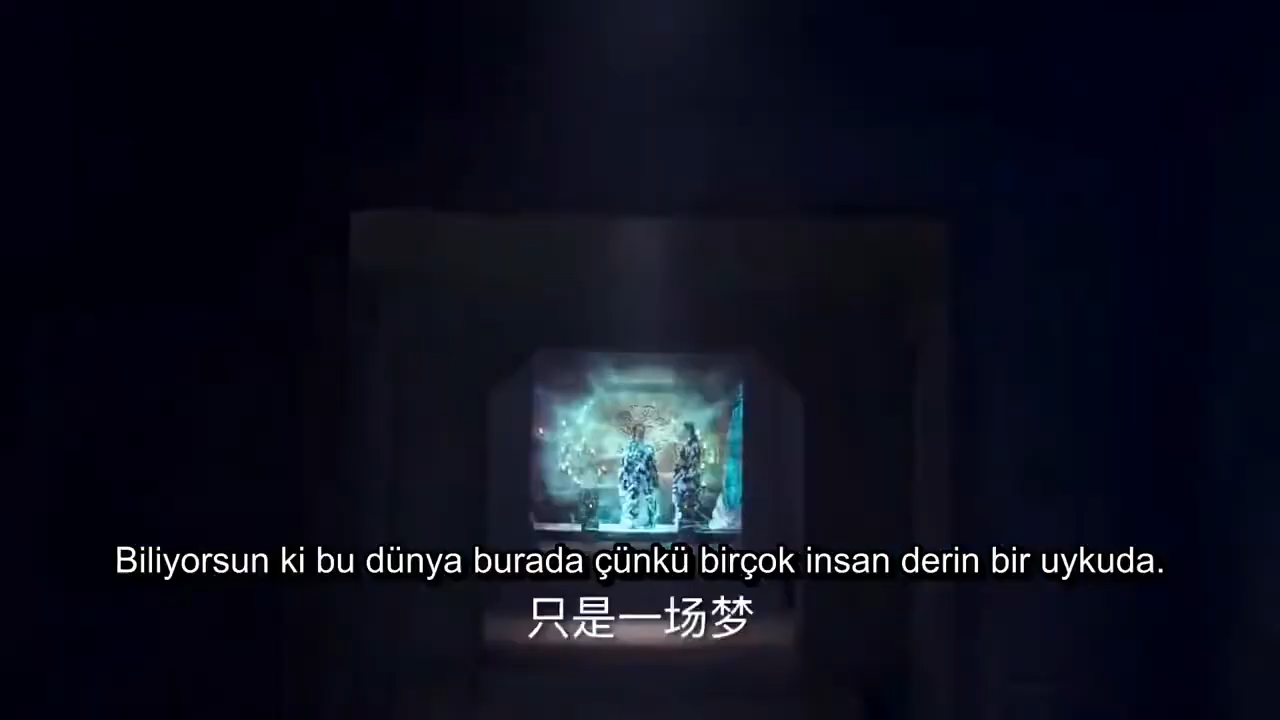 Biliyorsun ki bu dünya burada çünkü birçok insan derin bir uykuda.
只是一场梦